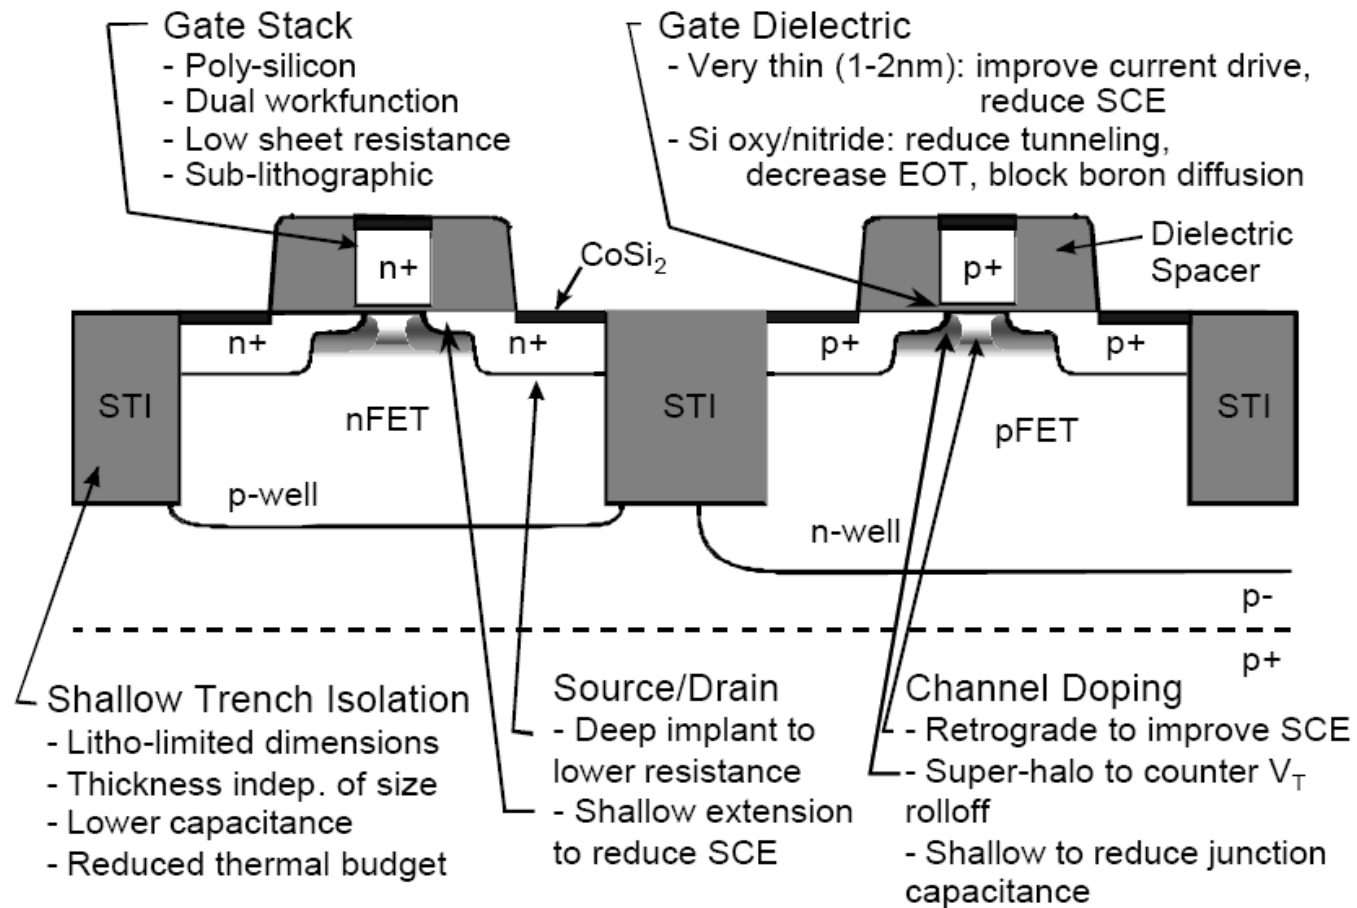 Gate Stack
- Poly-silicon
- Dual workfunction
- Low sheet resistance
- Sub-lithographic
Gate Dielectric
- Very thin (1-2nm): improve current drive,
reduce SCE
- Si oxy/nitride: reduce tunneling,
decrease EOT, block boron diffusion
Dielectric
Spacer
n+
CoSi₂
p+
n+
n+
p+
p+
STI
nFET
STI
pFET
STI
p-well
n-well
p-
p+
Shallow Trench Isolation
- Litho-limited dimensions
- Thickness indep. of size
- Lower capacitance
- Reduced thermal budget
Source/Drain
- Deep implant to
lower resistance
- Shallow extension
to reduce SCE
Channel Doping
- Retrograde to improve SCE
- Super-halo to counter V_T
rolloff
- Shallow to reduce junction
capacitance